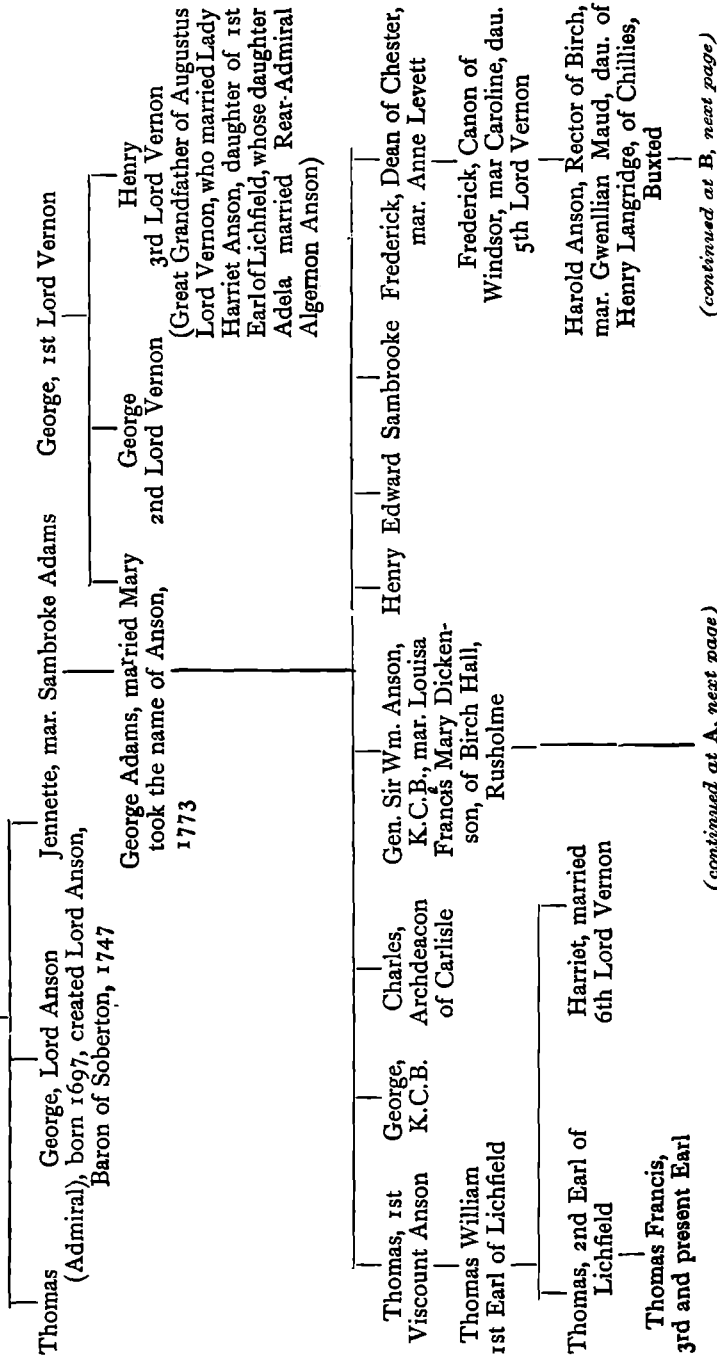 Thomas
George, Lord Anson
(Admiral), born 1697, created Lord Anson,
Baron of Soberton, 1747
Jennette, mar. Sambroke Adams
George, 1st Lord Vernon
George Adams, married Mary
took the name of Anson,
1773
George
2nd Lord Vernon
Henry
3rd Lord Vernon
(Great Grandfather of Augustus
Lord Vernon, who married Lady
Harriet Anson, daughter of 1st
Earl of Lichfield, whose daughter
Adela married Rear-Admiral
Algernon Anson)
Thomas, 1st
Viscount Anson
George,
K.C.B.
Charles,
Archdeacon
of Carlisle
Gen. Sir Wm. Anson,
K.C.B., mar. Louisa
Francis Mary Dicken-
son, of Birch Hall,
Rusholme
Henry
Edward
Sambrooke
Frederick, Dean of Chester,
mar. Anne Levett
Thomas William
1st Earl of Lichfield
Frederick, Canon of
Windsor, mar Caroline, dau.
5th Lord Vernon
Thomas, 2nd Earl of
Lichfield
Harriet, married
6th Lord Vernon
Harold Anson, Rector of Birch,
mar. Gwenllian Maud, dau. of
Henry Langridge, of Chillies,
Buxted
Thomas Francis,
3rd and present Earl
(continued at A, next page)
(continued at B, next page)